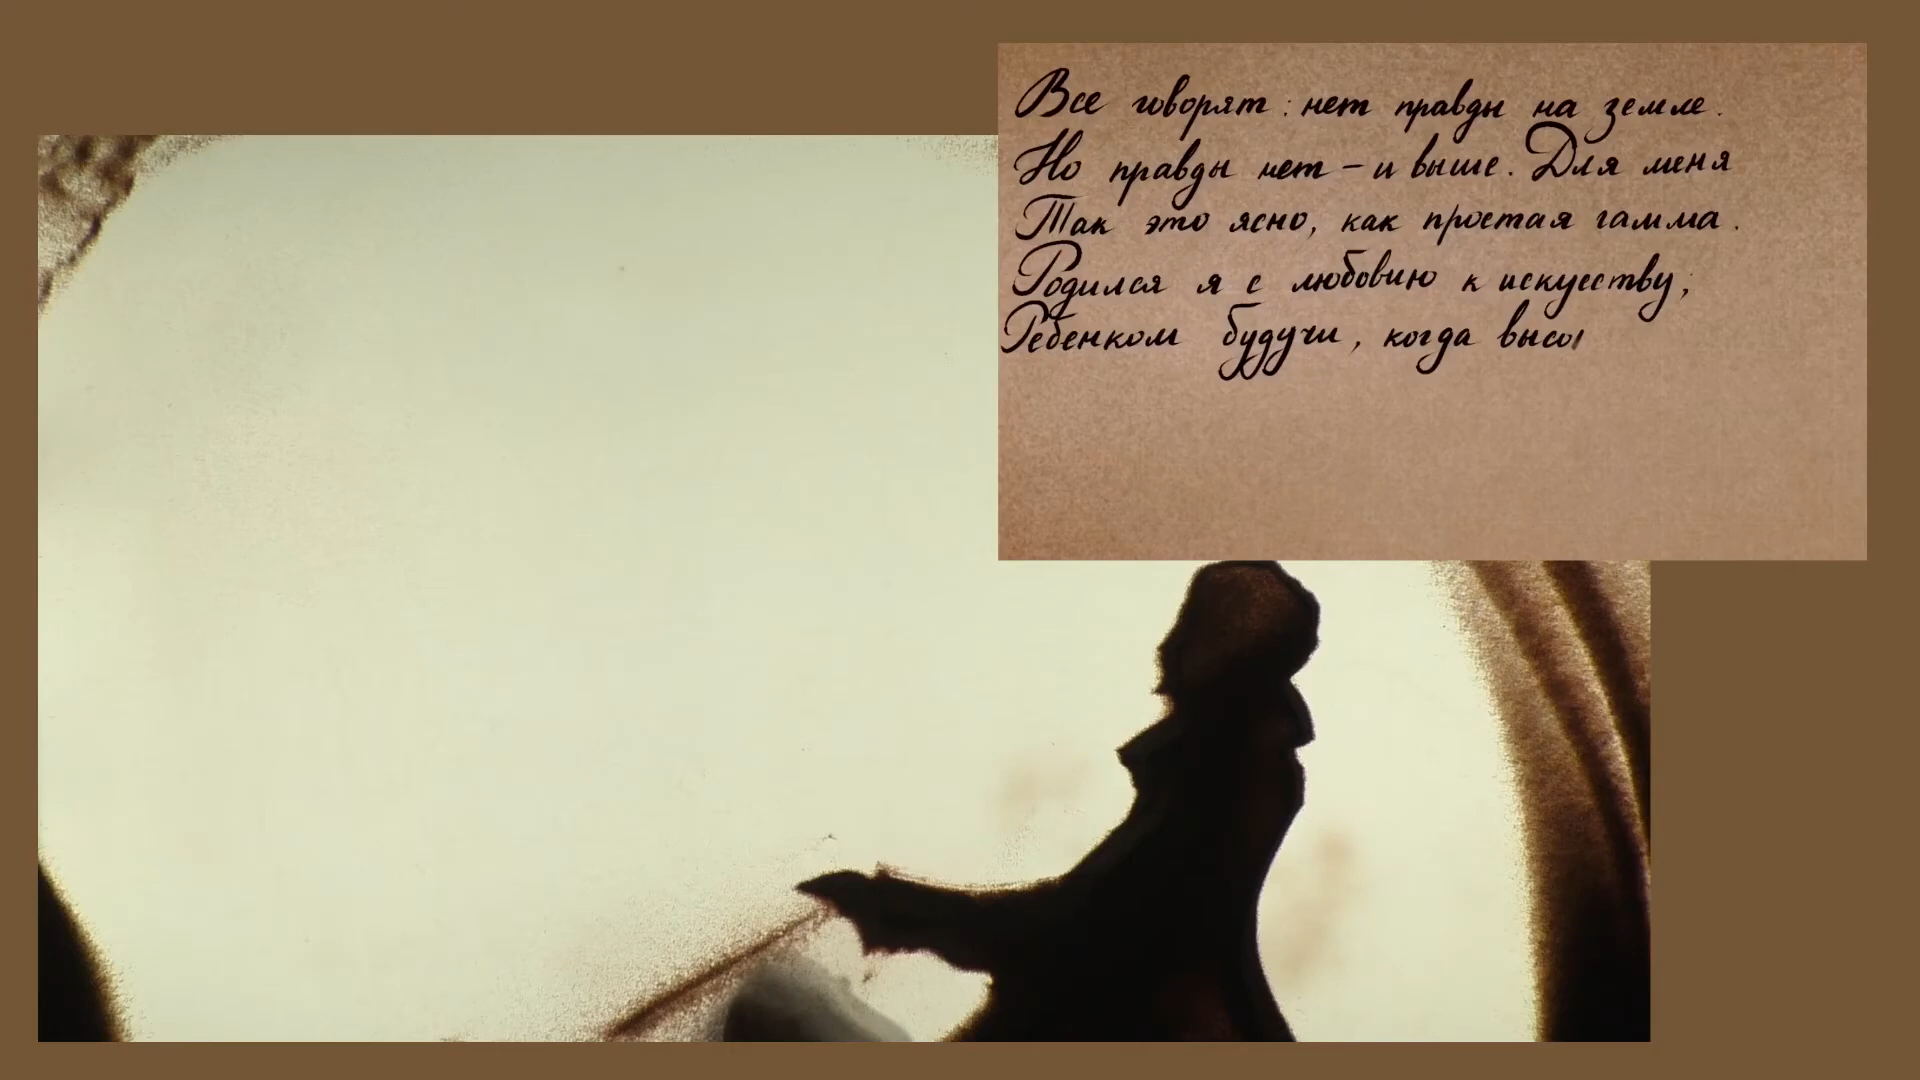 Все говорят: нет правды на земле.
Но правды нет – и выше. Для меня
Так это ясно, как простая гамма.
Родился я с любовию к искусству;
Ребенком будучи, когда высо